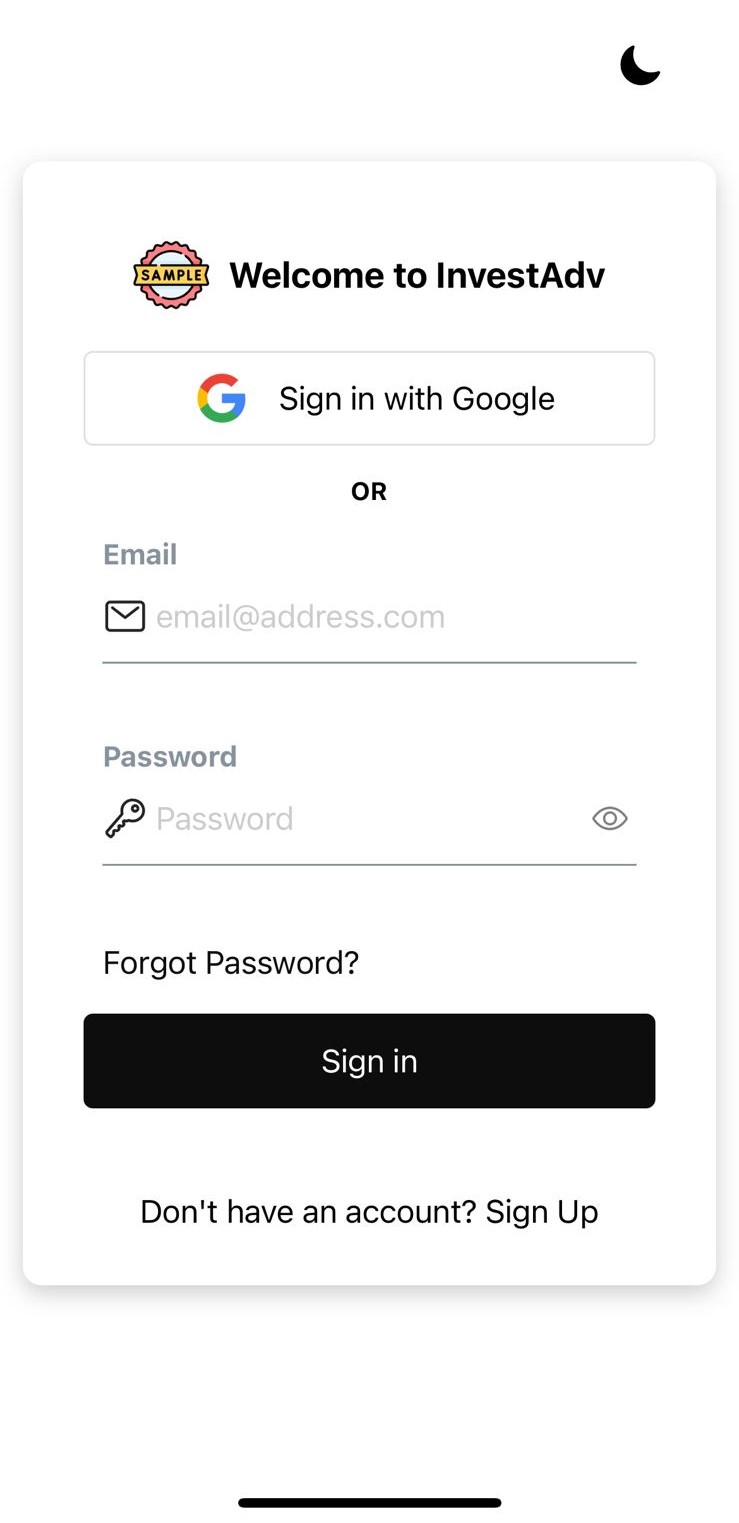 SAMPLE
Welcome to InvestAdv
Sign in with Google
OR
Email
email@address.com
Password
Password
Forgot Password?
Sign in
Don't have an account? Sign Up